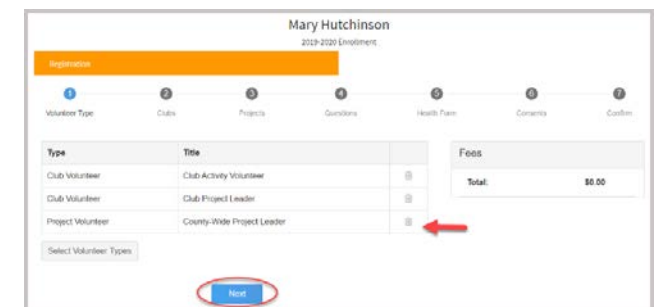 Mary Hutchinson
2019-2020 Enrollment
Registration
1 2 3 4 5 6 7
Volunteer Type Clubs Projects Questions Health Form Consents Confirm
Type Title
Club Volunteer Club Activity Volunteer
Club Volunteer Club Project Leader
Project Volunteer County-Wide Project Leader
Select Volunteer Types
Fees
Total: $0.00
Next